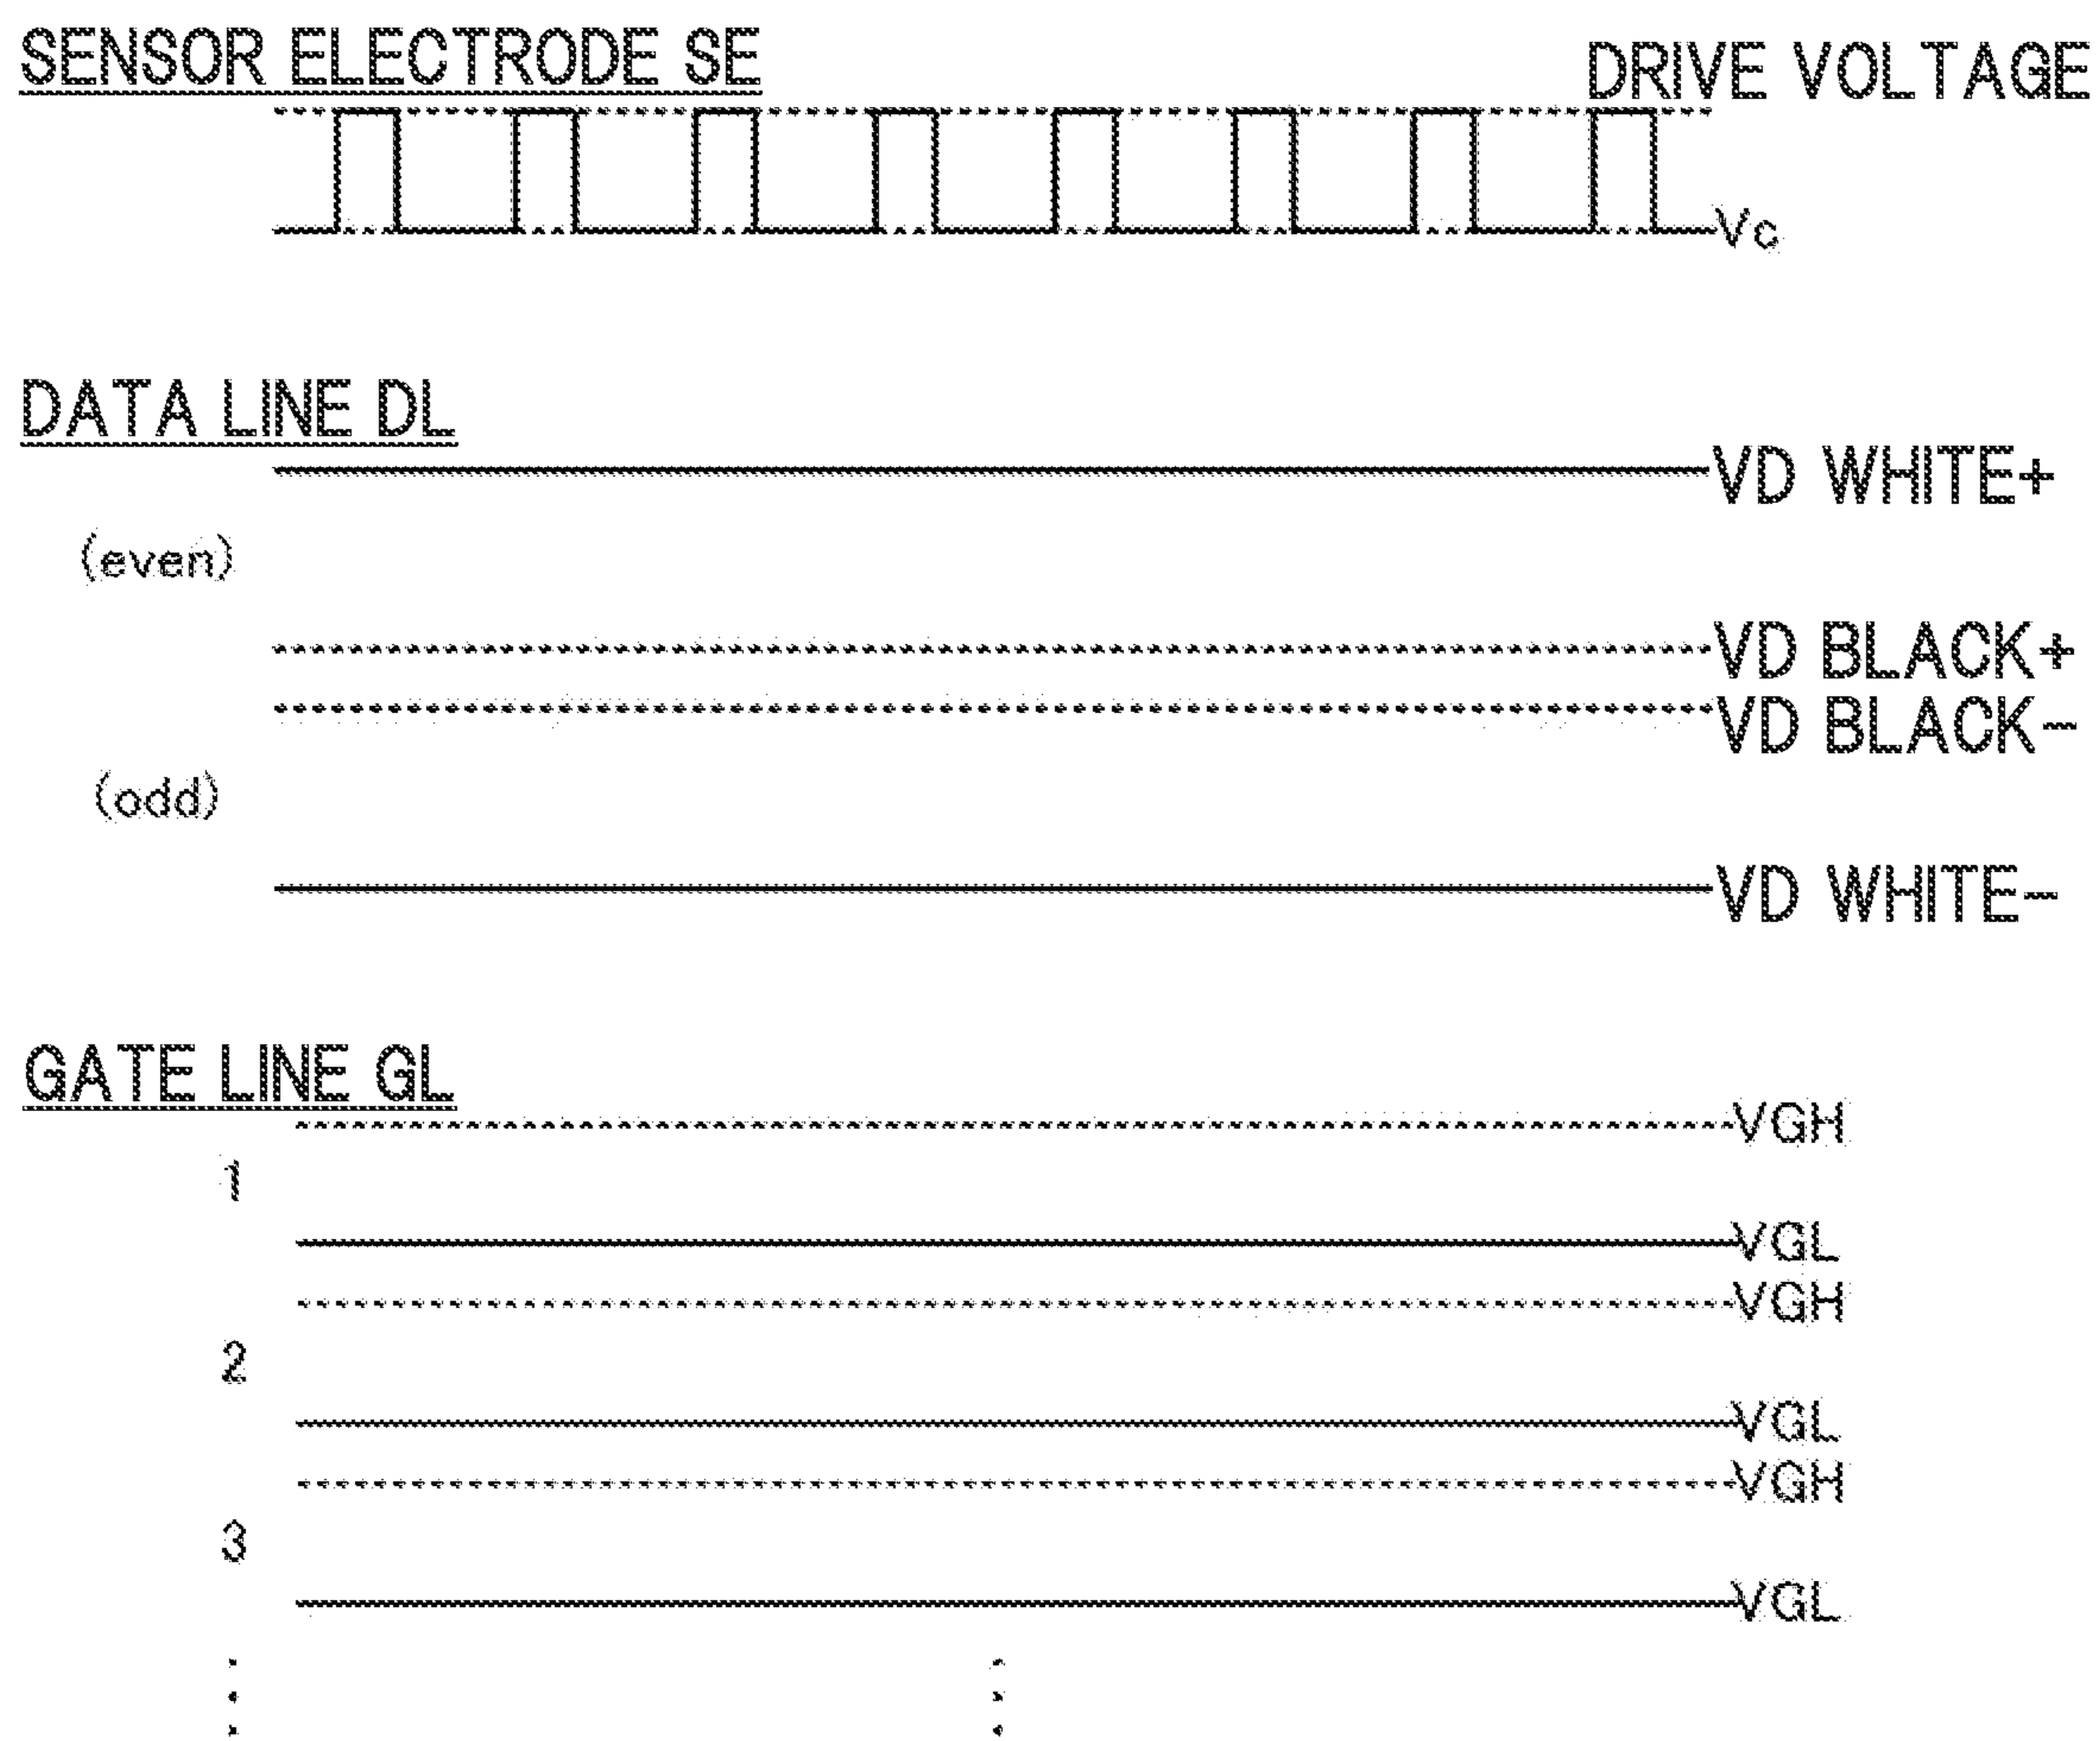 SENSOR ELECTRODE SE
DRIVE VOLTAGE
Vc
DATA LINE DL
VD WHITE+
(even)
VD BLACK+
VD BLACK-
(odd)
VD WHITE-
GATE LINE GL
VGH
1
VGL
VGH
2
VGL
VGH
3
VGL